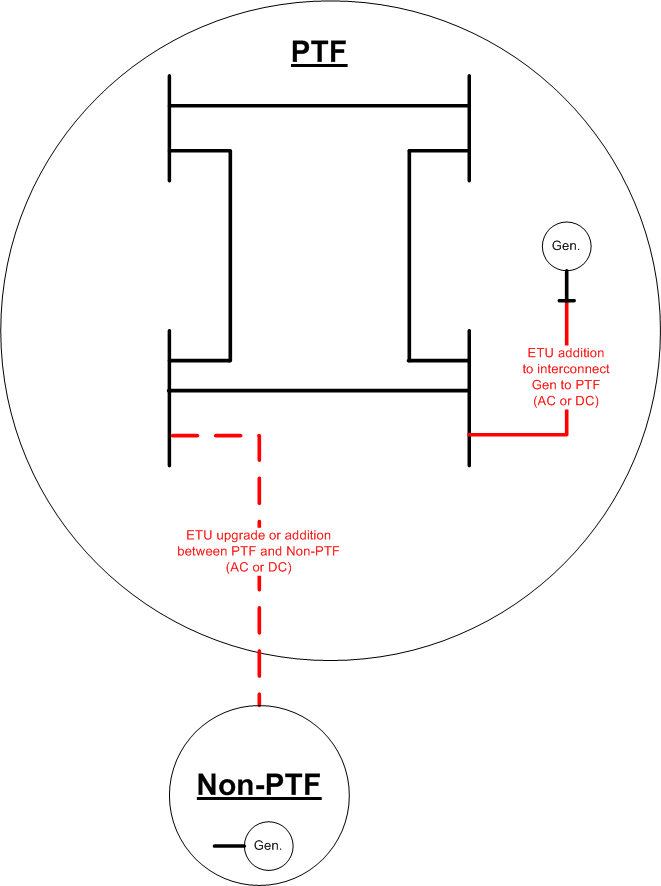 PTF
Gen.
ETU addition
to interconnect
Gen to PTF
(AC or DC)
ETU upgrade or addition
between PTF and Non-PTF
(AC or DC)
Non-PTF
Gen.